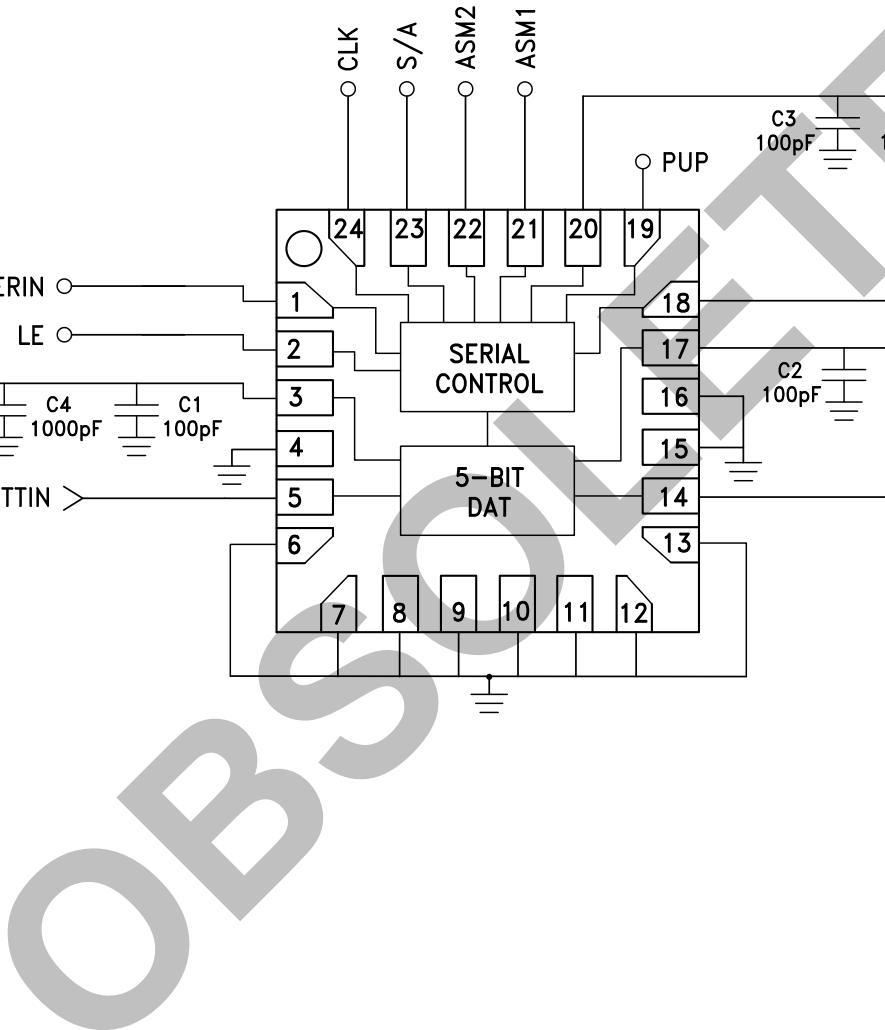 CLK
S/A
ASM2
ASM1
C3
100pF
PUP
24
23
22
21
20
19
ERIN
1
18
LE
2
17
SERIAL
CONTROL
C2
100pF
C4
1000pF
C1
100pF
3
16
4
15
TTIN
5
14
5-BIT
DAT
6
13
7
8
9
10
11
12
OBSOLETE